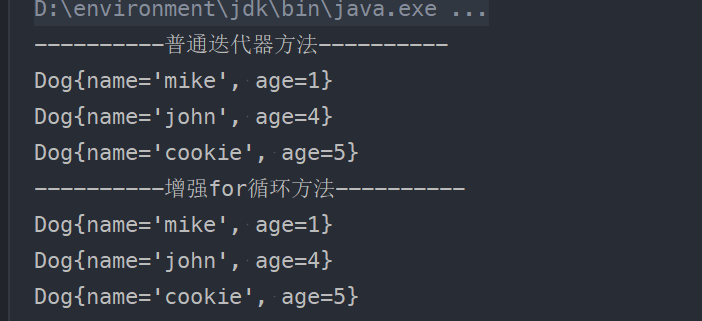 D:\environment\jdk\bin\java.exe ...
----------普通迭代器方法----------
Dog{name='mike', age=1}
Dog{name='john', age=4}
Dog{name='cookie', age=5}
----------增强for循环方法----------
Dog{name='mike', age=1}
Dog{name='john', age=4}
Dog{name='cookie', age=5}